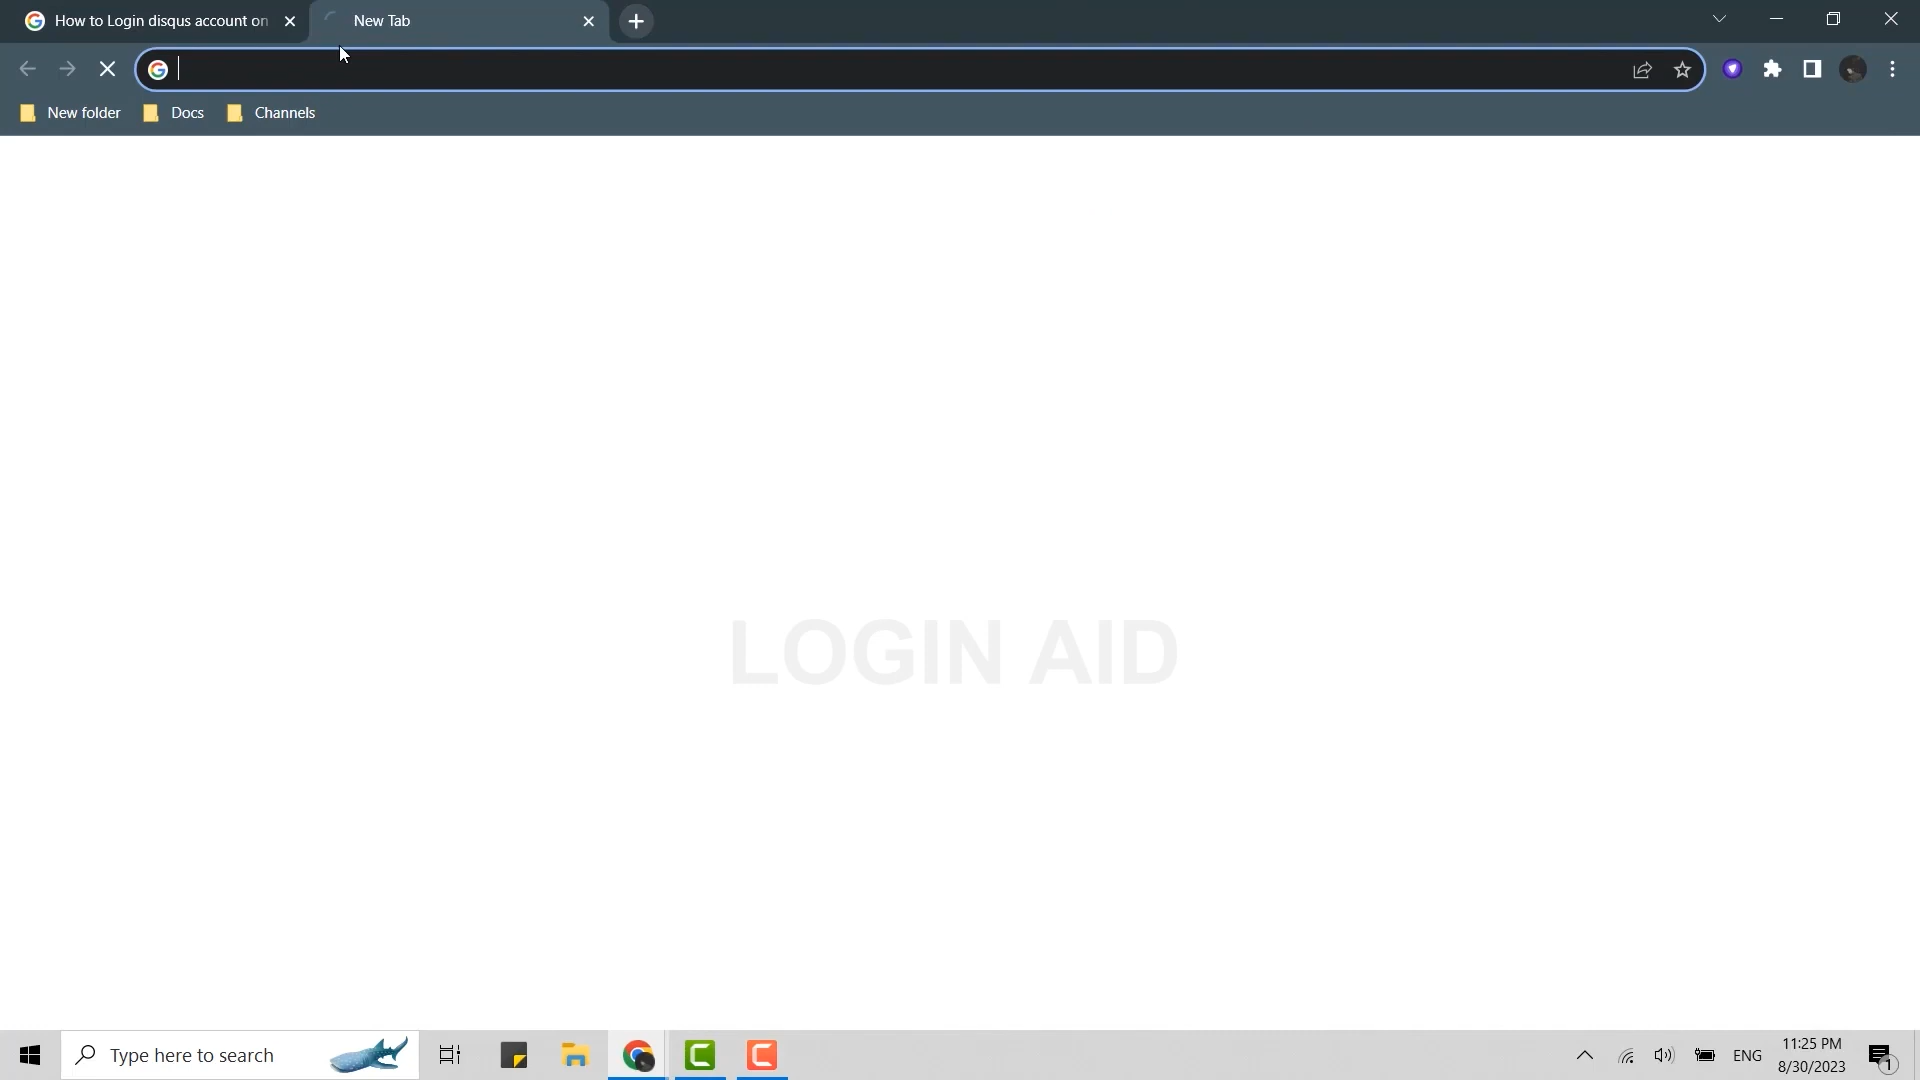 How to Login disqus account on
New Tab
New folder
Docs
Channels
LOGIN AID
Type here to search
ENG
11:25 PM
8/30/2023
1